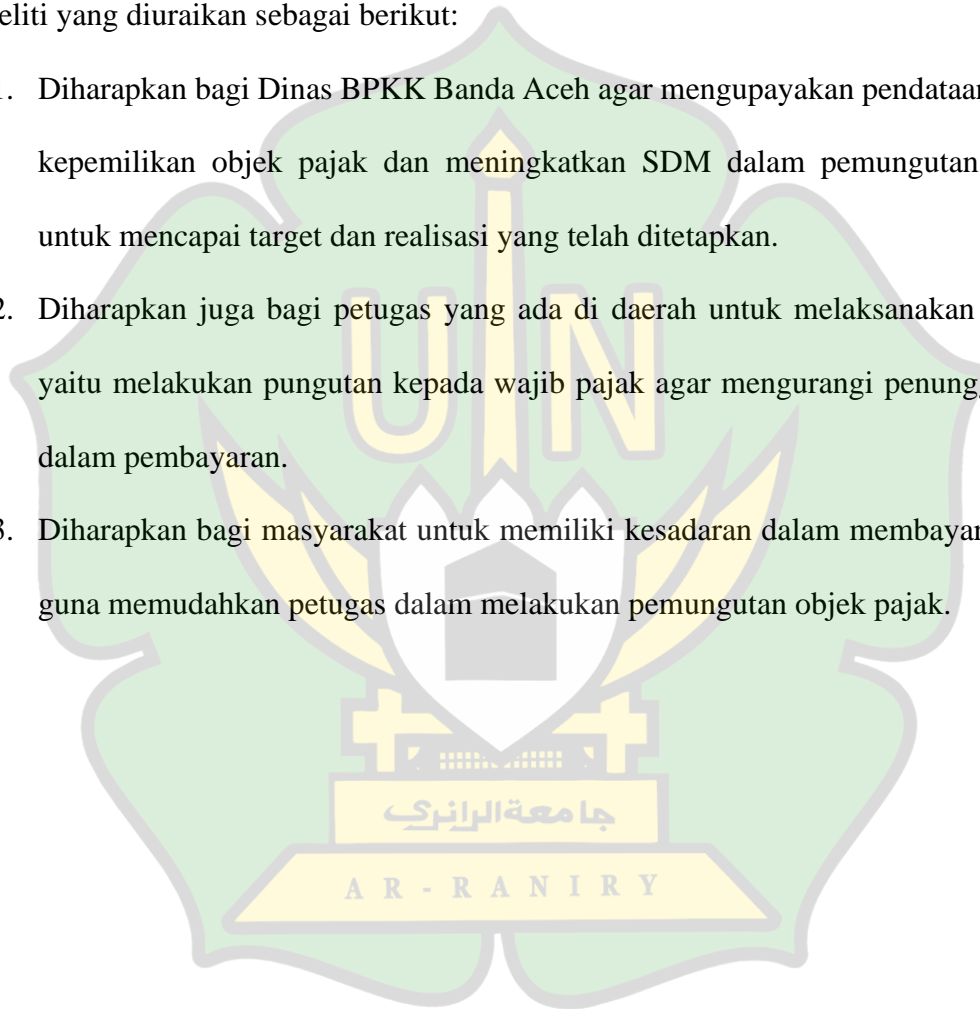 eliti yang diuraikan sebagai berikut:
. Diharapkan bagi Dinas BPKK Banda Aceh agar mengupayakan pendataan
kepemilikan objek pajak dan meningkatkan SDM dalam pemungutan
untuk mencapai target dan realisasi yang telah ditetapkan.
2. Diharapkan juga bagi petugas yang ada di daerah untuk melaksanakan
yaitu melakukan pungutan kepada wajib pajak agar mengurangi penungg
dalam pembayaran.
3. Diharapkan bagi masyarakat untuk memiliki kesadaran dalam membayar
guna memudahkan petugas dalam melakukan pemungutan objek pajak.
UIN
جامعة الرانري
AR-RANIRY